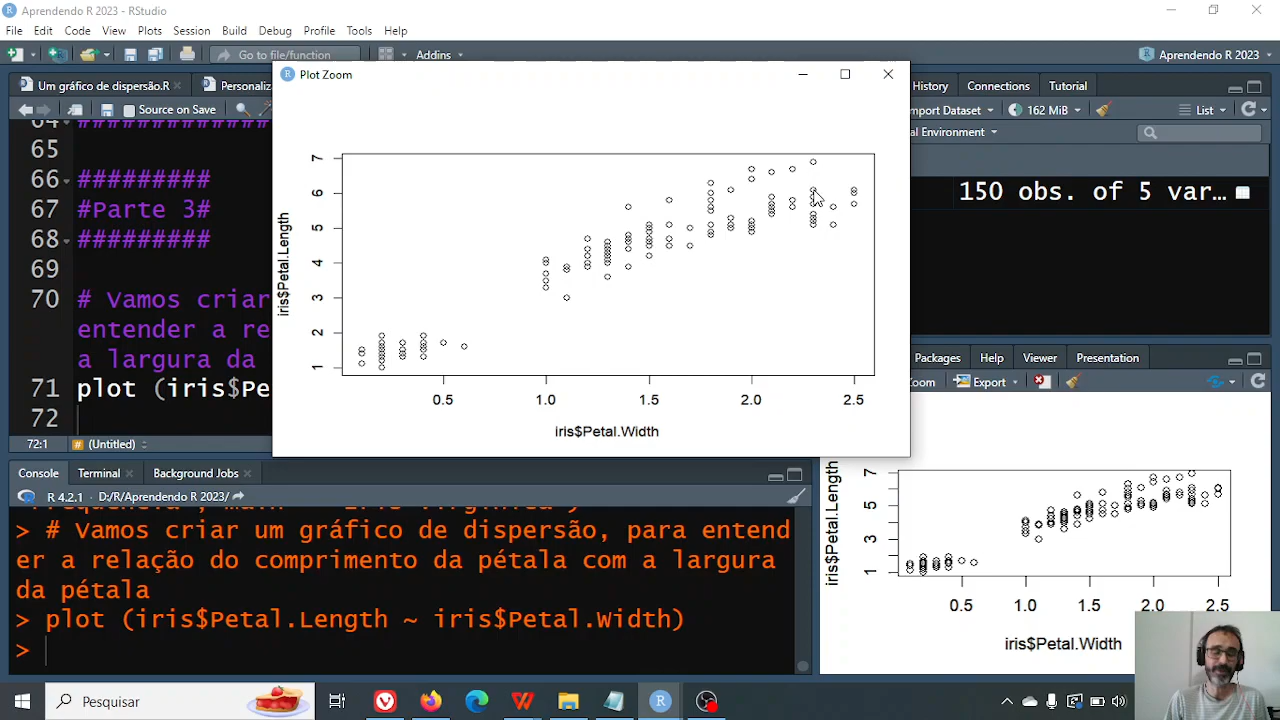 Aprendendo R 2023 - RStudio
File Edit Code View Plots Session Build Debug Profile Tools Help
Go to file/function Addins Aprendendo R 2023
Un gráfico de dispersão.R Personaliz
Source on Save
65
66 #########
67 #Parte 3#
68 #########
69
70 # Vamos criar
entender a re
a largura da
71 plot (iris$Pe
72
72:1 (Untitled)
Plot Zoom
7
6
5
4
3
2
1
iris$Petal.Length
0.5 1.0 1.5 2.0 2.5
iris$Petal.Width
History Connections Tutorial
mport Dataset 162 MiB List
Environment
150 obs. of 5 var...
Packages Help Viewer Presentation
oom Export
7
5
3
1
iris$Petal.Length
0.5 1.0 1.5 2.0 2.5
iris$Petal.Width
Console Terminal Background Jobs
R 4.2.1 · D:/R/Aprendendo R 2023/
> # Vamos criar um gráfico de dispersão, para entend
er a relação do comprimento da pétala com a largura
da pétala
> plot (iris$Petal.Length ~ iris$Petal.Width)
>
Pesquisar